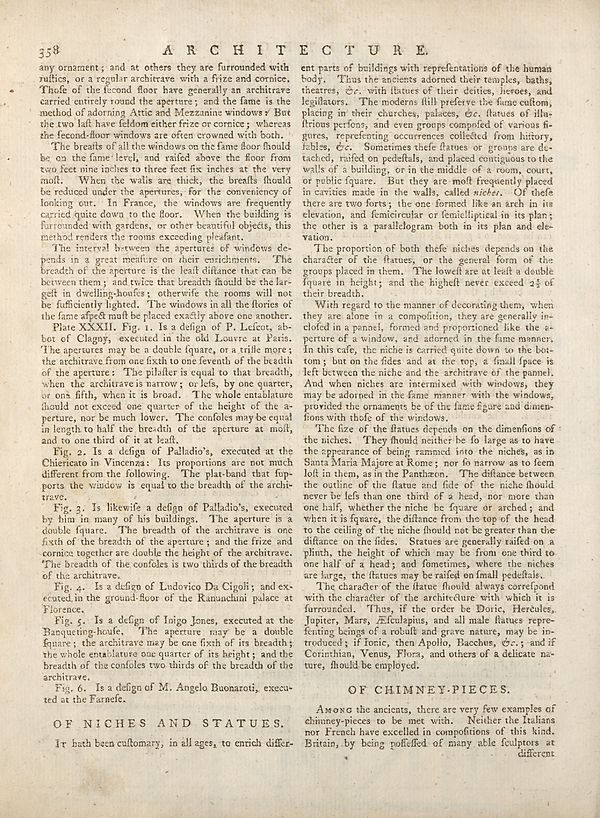 358 ARCHITECTURE.
any ornament; and at others they are ſurrounded with
ruſtics, or a regular architrave with a frize and cornice.
Thoſe of the ſecond floor have generally an architrave
carried entirely round the aperture; and the ſame is the
method of adorning Attic and Mezzanine windows: But
the two laſt have ſeldom either frize or cornice; whereas
the ſecond-floor windows are often crowned with both.
The breaſts of all the windows on the ſame floor ſhould
be on the ſame level, and raiſed above the floor from
two feet nine inches to three feet ſix inches at the very
moſt. When the walls are thick, the breaſts ſhould
be reduced under the apertures, for the conveniency of
looking out. In France, the windows are frequently
carried quite down to the floor. When the building is
ſurrounded with gardens, or other beautiful objects, this
method renders the rooms exceeding pleaſant.
The interval between the apertures of windows de-
pends in a great meaſure on their enrichments. The
breadth of the aperture is the leaſt diſtance that can be
between them; and twice that breadth ſhould be the lar-
geſt in dwelling-houſes; otherwiſe the rooms will not
be ſufficiently lighted. The windows in all the ſtories of
the ſame aſpect muſt be placed exactly above one another.
Plate XXXII. Fig. 1. Is a deſign of P. Leſcot, ab-
bot of Clagny, executed in the old Louvre at Paris.
The apertures may be a double ſquare, or a trifle more;
the architrave from one ſixth to one ſeventh of the breadth
of the aperture: The pilaſter is equal to that breadth,
when the architrave is narrow; or leſs, by one quarter,
or one fifth, when it is broad. The whole entablature
ſhould not exceed one quarter of the height of the a-
perture, nor be much lower. The conſoles may be equal
in length to half the breadth of the aperture at moſt,
and to one third of it at leaſt.
Fig. 2. Is a deſign of Palladio's, executed at the
Chiericato in Vincenza: Its proportions are not much
different from the following. The plat-band that ſup-
ports the window is equal to the breadth of the archi-
trave.
Fig. 3. Is likewiſe a deſign of Palladio's, executed
by him in many of his buildings. The aperture is a
double ſquare. The breadth of the architrave is one
ſixth of the breadth of the aperture; and the frize and
cornice together are double the height of the architrave.
The breadth of the conſoles is two thirds of the breadth
of the architrave.
Fig. 4. Is a deſign of Ludovico Da Cigoli; and ex-
ecuted in the ground-floor of the Ranunchini palace at
Florence.
Fig. 5. Is a deſign of Inigo Jones, executed at the
Banqueting-houſe. The aperture may be a double
ſquare; the architrave may be one ſixth of its breadth;
the whole entablature one quarter of its height; and the
breadth of the conſoles two thirds of the breadth of the
architrave.
Fig. 6. Is a deſign of M. Angelo Buonaroti, execu-
ted at the Farneſe.
OF NICHES AND STATUES.
IT hath been cuſtomary, in all ages, to enrich differ-
ent parts of buildings with repreſentations of the human
body. Thus the ancients adorned their temples, baths,
theatres, &c. with ſtatues of their deities, heroes, and
legiſlators. The moderns ſtill preſerve the ſame cuſtom,
placing in their churches, palaces, &c. ſtatues of illu-
ſtrious perſons, and even groups compoſed of various fi-
gures, repreſenting occurrences collected from hiſtory,
fables, &c. Sometimes theſe ſtatues or groups are de-
tached, raiſed on pedeſtals, and placed contiguous to the
walls of a building, or in the middle of a room, court,
or public ſquare. But they are moſt frequently placed
in cavities made in the walls, called niches. Of theſe
there are two ſorts; the one formed like an arch in its
elevation, and ſemicircular or ſemielliptical in its plan;
the other is a parallelogram both in its plan and ele-
vation.
The proportion of both theſe niches depends on the
character of the ſtatues, or the general form of the
groups placed in them. The loweſt are at leaſt a double
ſquare in height; and the higheſt never exceed 2½ of
their breadth.
With regard to the manner of decorating them, when
they are alone in a compoſition, they are generally in-
cloſed in a pannel, formed and proportioned like the a-
perture of a window, and adorned in the ſame manner.
In this caſe, the niche is carried quite down to the bot-
tom; but on the ſides and at the top, a ſmall ſpace is
left between the niche and the architrave of the pannel.
And when niches are intermixed with windows, they
may be adorned in the ſame manner with the windows,
provided the ornaments be of the ſame figure and dimen-
ſions with thoſe of the windows.
The ſize of the ſtatues depends on the dimenſions of
the niches. They ſhould neither be ſo large as to have
the appearance of being rammed into the niches, as in
Santa Maria Majore at Rome; nor ſo narrow as to ſeem
loſt in them, as in the Pantheon. The diſtance between
the outline of the ſtatue and ſide of the niche ſhould
never be leſs than one third of a head, nor more than
one half, whether the niche be ſquare or arched; and
when it is ſquare, the diſtance from the top of the head
to the ceiling of the niche ſhould not be greater than the
diſtance on the ſides. Statues are generally raiſed on a
plinth, the height of which may be from one third to
one half of a head; and ſometimes, where the niches
are large, the ſtatues may be raiſed on ſmall pedeſtals.
The character of the ſtatue ſhould always correſpond
with the character of the architecture with which it is
ſurrounded. Thus, if the order be Doric, Hercules,
Jupiter, Mars, Æſculapius, and all male ſtatues repre-
ſenting beings of a robuſt and grave nature, may be in-
troduced; if Ionic, then Apollo, Bacchus, &c.; and if
Corinthian, Venus, Flora, and others of a delicate na-
ture, ſhould be employed.
OF CHIMNEY-PIECES.
AMONG the ancients, there are very few examples of
chimney-pieces to be met with. Neither the Italians
nor French have excelled in compoſitions of this kind.
Britain, by being poſſeſſed of many able ſculptors at
different